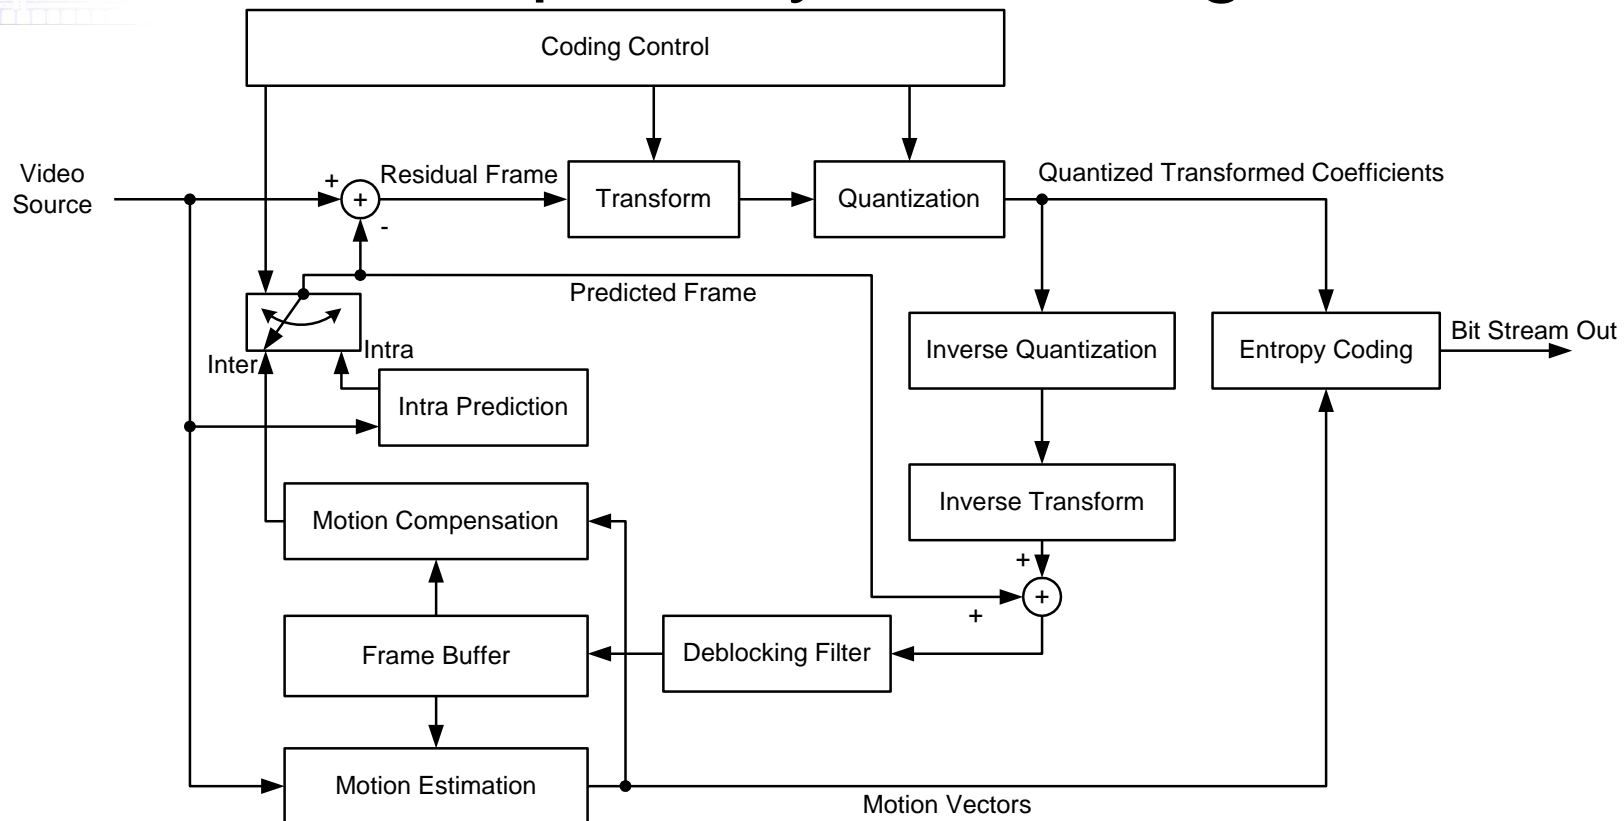 Coding Control
Video
Source
+
+
Residual Frame
-
Transform
Quantization
Quantized Transformed Coefficients
Predicted Frame
Inter
Intra
Intra Prediction
Inverse Quantization
Entropy Coding
Bit Stream Out
Motion Compensation
Inverse Transform
+
+
+
Frame Buffer
Deblocking Filter
Motion Estimation
Motion Vectors